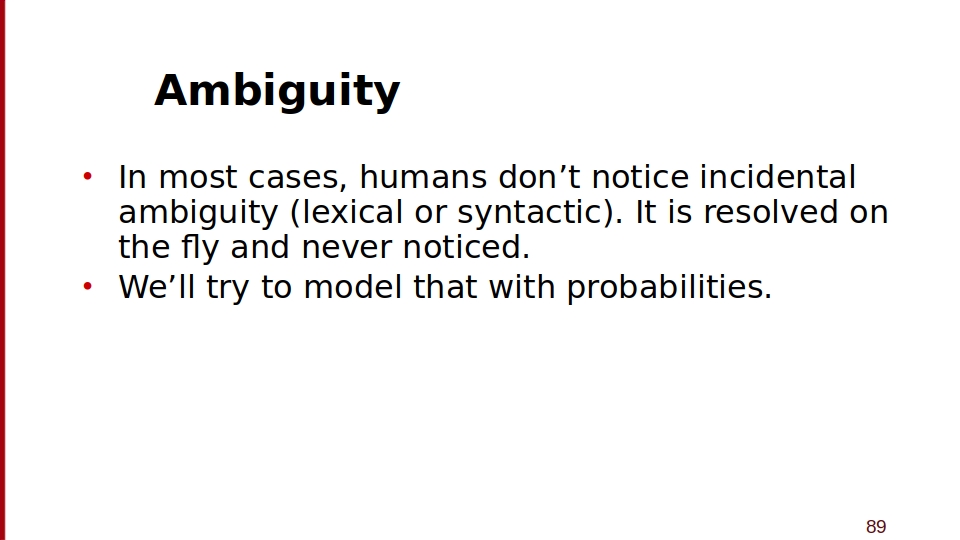 Ambiguity
• In most cases, humans don’t notice incidental
ambiguity (lexical or syntactic). It is resolved on
the fly and never noticed.
• We’ll try to model that with probabilities.
89